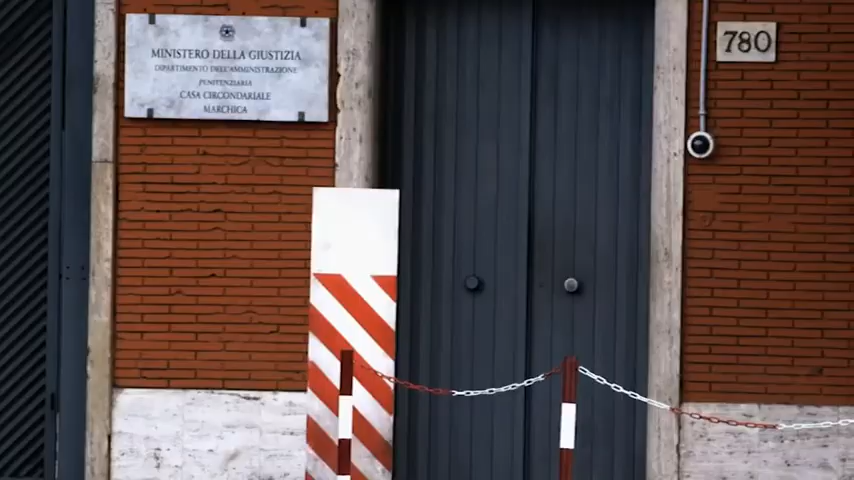 MINISTERO DELLA GIUSTIZIA
DIPARTIMENTO DELL'AMMINISTRAZIONE
PENITENZIARIA
CASA CIRCONDARIALE
MARCHICA
780